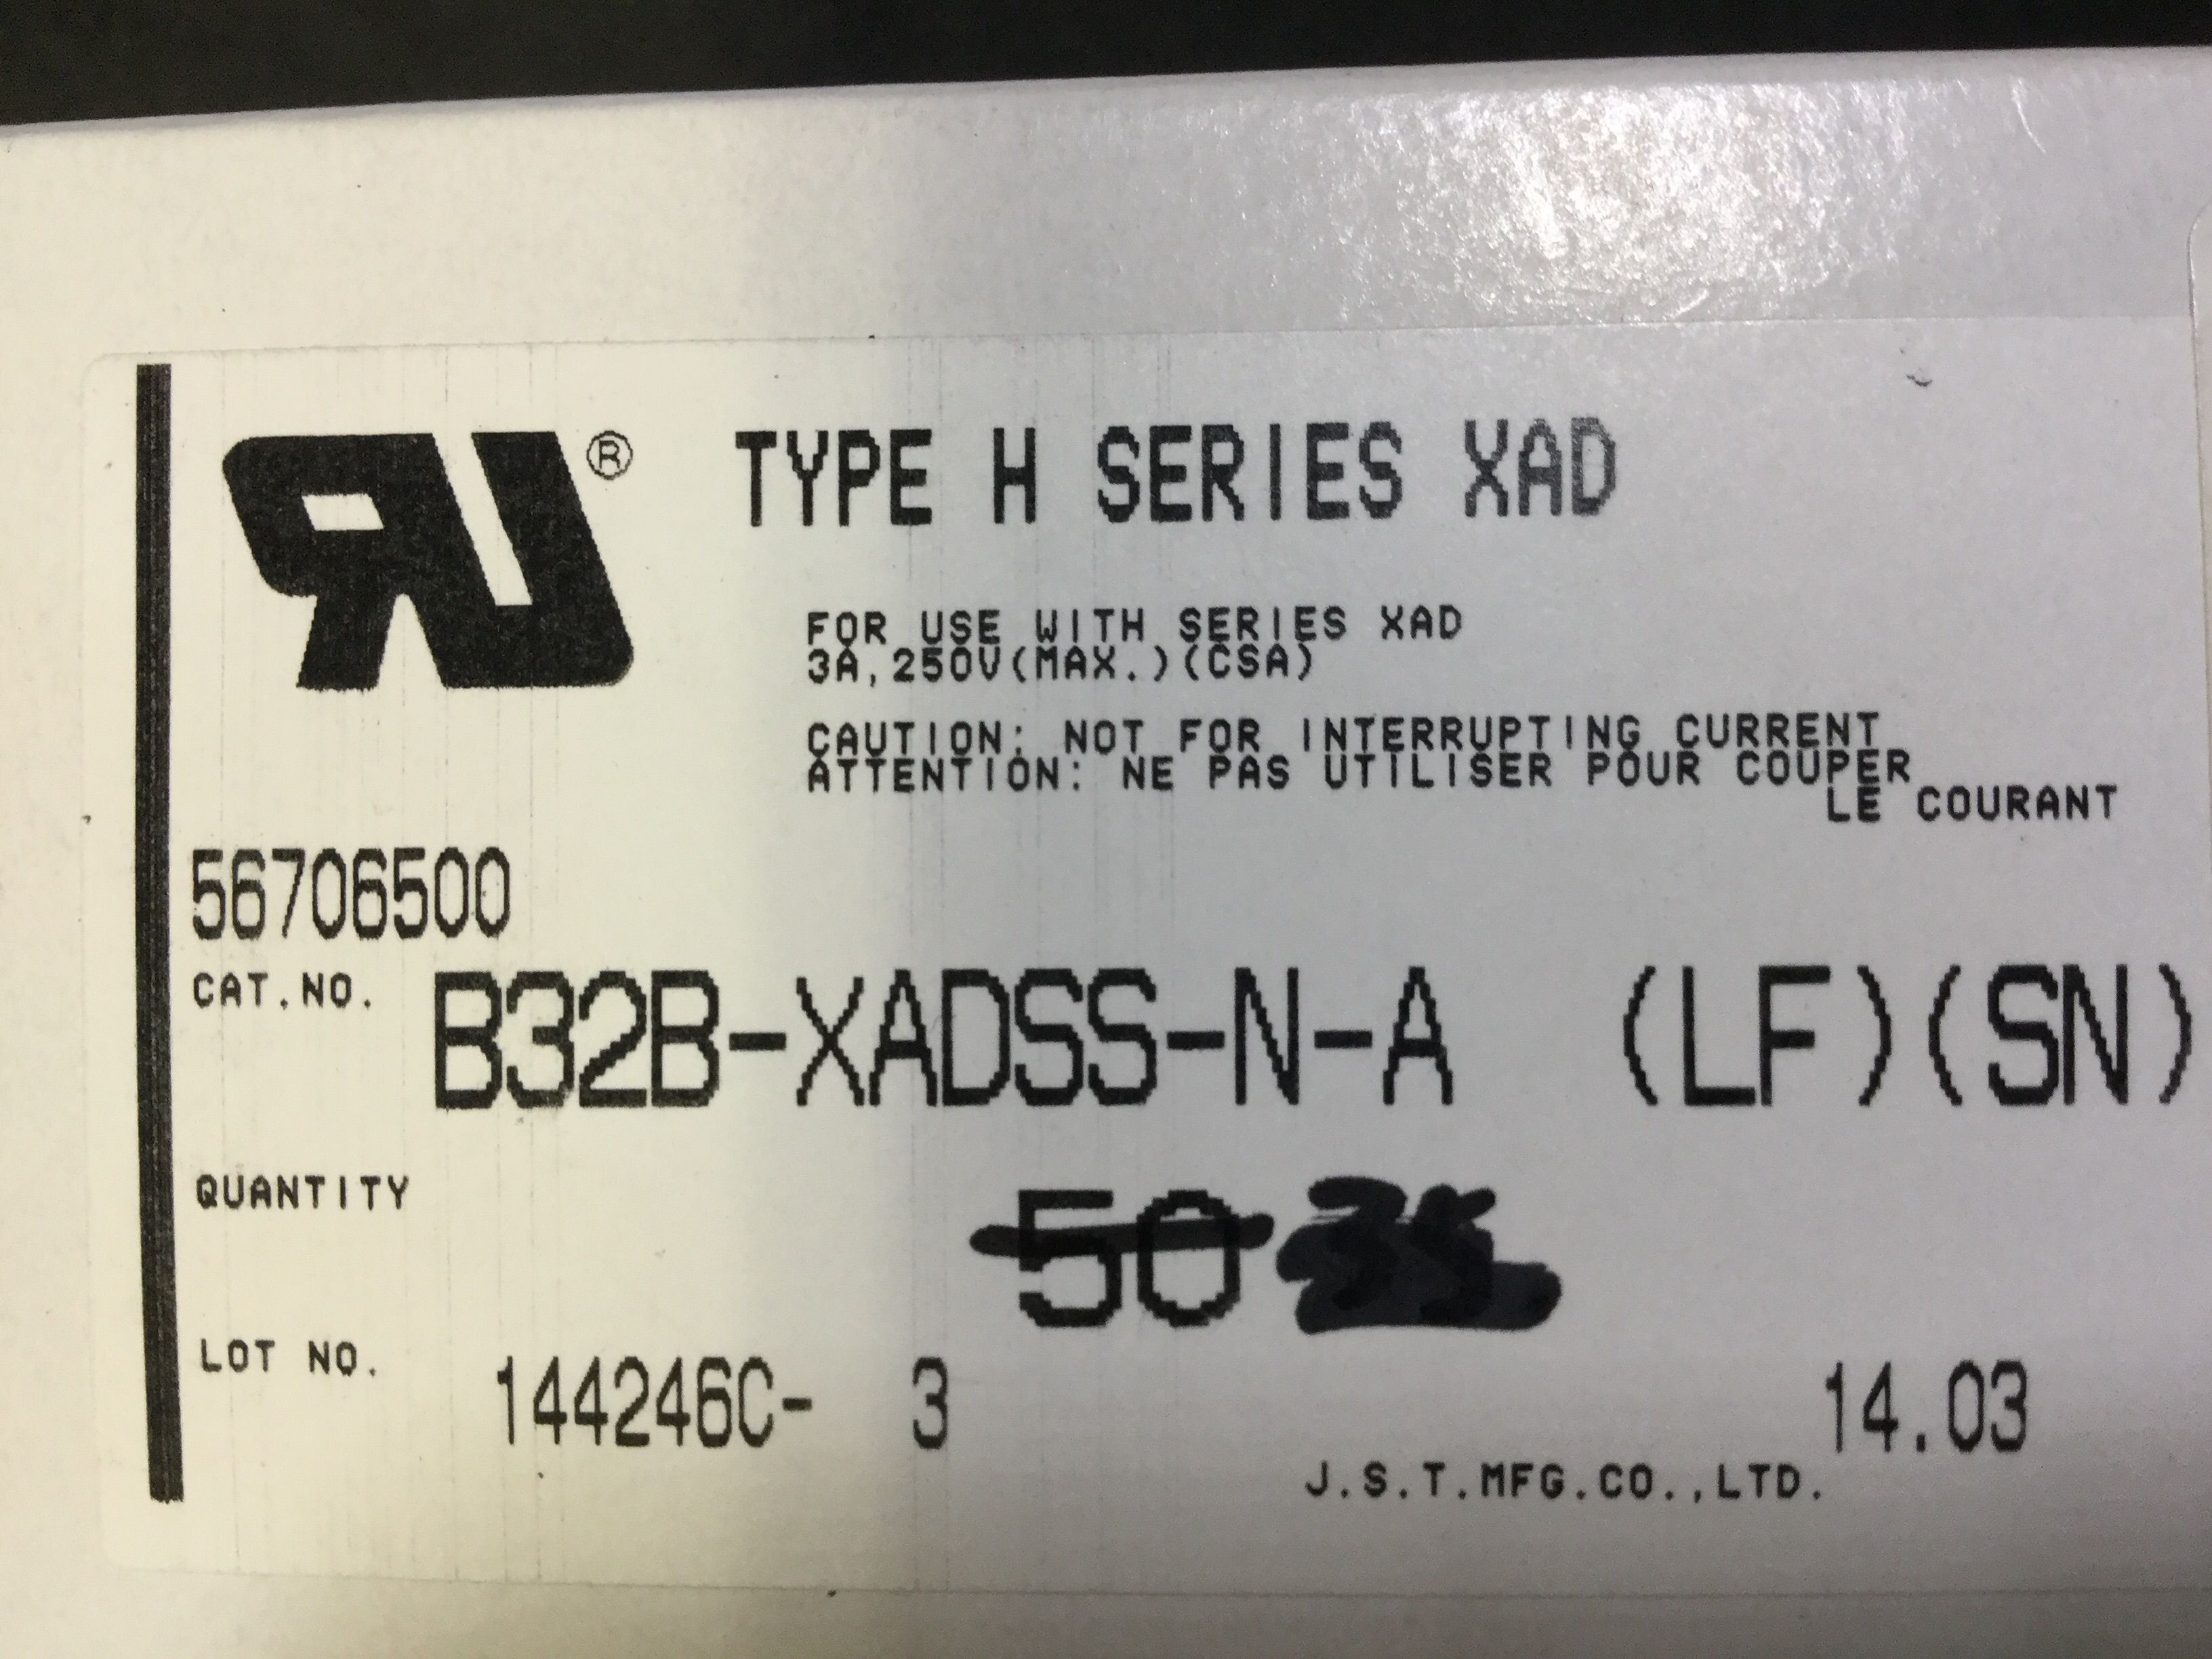 RU® TYPE H SERIES XAD
FOR USE WITH SERIES XAD
3A,250V(MAX.)(CSA)
CAUTION: NOT FOR INTERRUPTING CURRENT
ATTENTION: NE PAS UTILISER POUR COUPER
LE COURANT
56706500
CAT.NO. B32B-XADSS-N-A (LF)(SN)
QUANTITY 50
LOT NO. 144246C- 3 14.03
J.S.T.MFG.CO.,LTD.